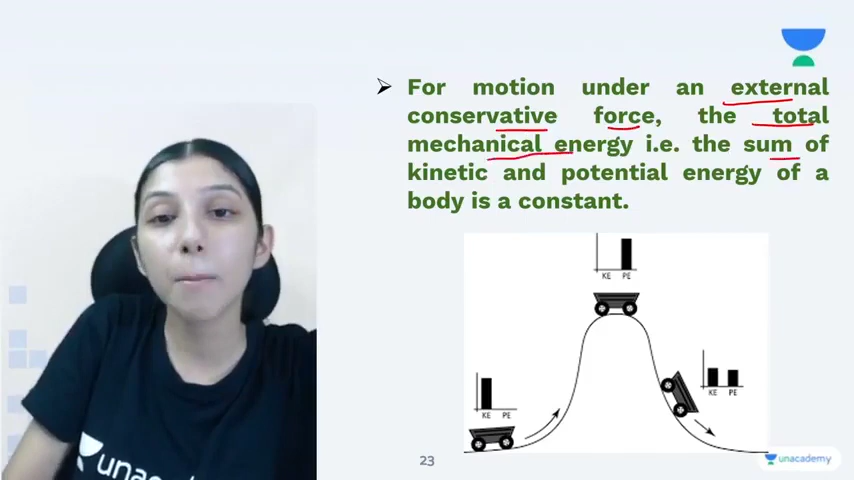 For motion under an external
conservative force, the total
mechanical energy i.e. the sum of
kinetic and potential energy of a
body is a constant.
KE PE
KE PE
KE PE
una
23
unacademy